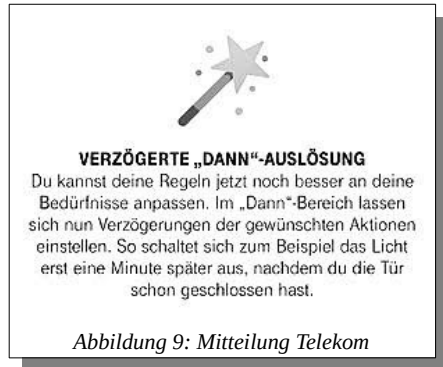 VERZÖGERTE „DANN“-AUSLÖSUNG
Du kannst deine Regeln jetzt noch besser an deine
Bedürfnisse anpassen. Im „Dann“-Bereich lassen
sich nun Verzögerungen der gewünschten Aktionen
einstellen. So schaltet sich zum Beispiel das Licht
erst eine Minute später aus, nachdem du die Tür
schon geschlossen hast.
Abbildung 9: Mitteilung Telekom